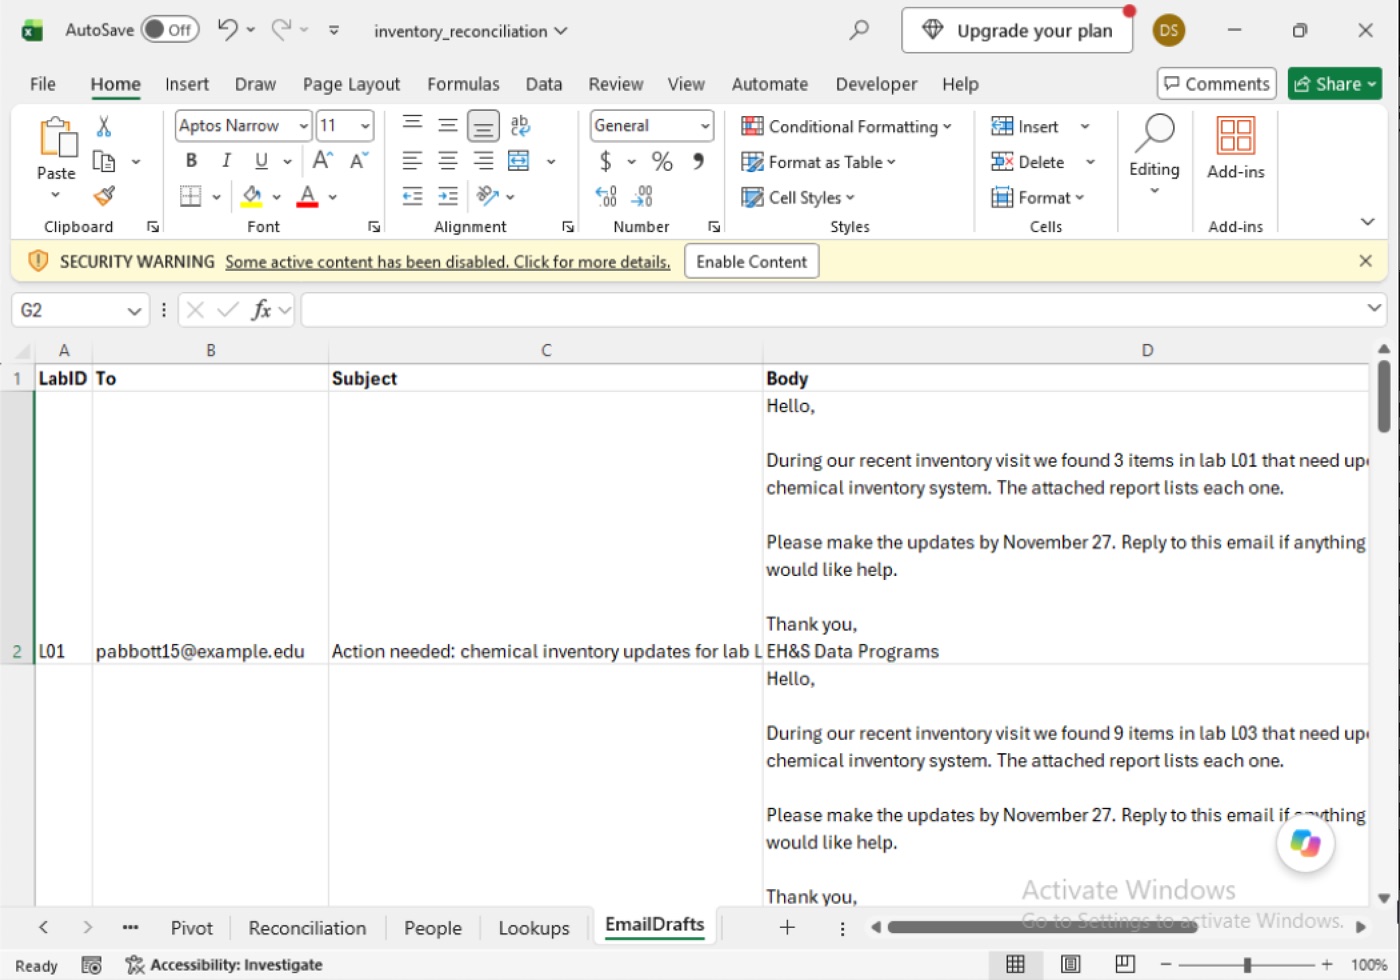 AutoSave Off inventory_reconciliation Upgrade your plan DS
File Home Insert Draw Page Layout Formulas Data Review View Automate Developer Help Comments Share
Paste
Clipboard
Aptos Narrow 11
B I U A A
A
Font
ab
Alignment
General
$ % 9
Number
Conditional Formatting
Format as Table
Cell Styles
Styles
Insert
Delete
Format
Cells
Editing
Add-ins
Add-ins
SECURITY WARNING Some active content has been disabled. Click for more details. Enable Content
G2 fx
A B C D
1 LabID To Subject Body
Hello,
During our recent inventory visit we found 3 items in lab L01 that need
chemical inventory system. The attached report lists each one.
Please make the updates by November 27. Reply to this email if anything
would like help.
Thank you,
2 L01 pabbott15@example.edu Action needed: chemical inventory updates for lab L EH&S Data Programs
Hello,
During our recent inventory visit we found 9 items in lab L03 that need
chemical inventory system. The attached report lists each one.
Please make the updates by November 27. Reply to this email if anything
would like help.
Thank you,
Activate Windows
Go to Settings to activate Windows.
Pivot Reconciliation People Lookups EmailDrafts
Ready Accessibility: Investigate 100%